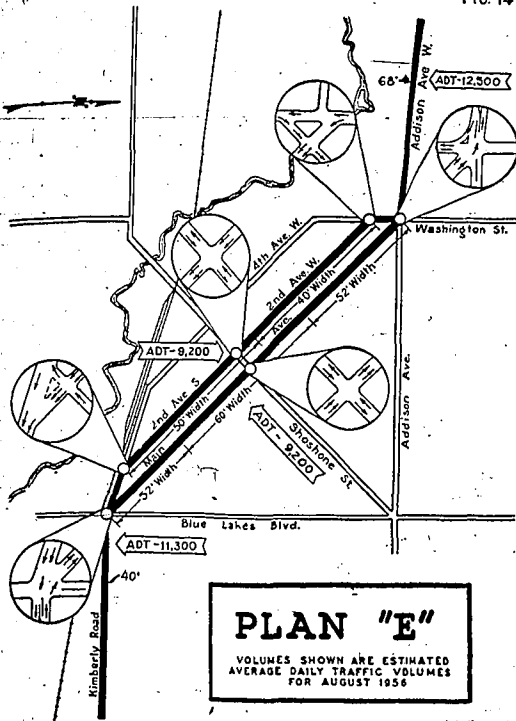 FIG. 14
68'
ADT-12,500
Addison Ave W.
Washington St.
4th Ave. W.
2nd Ave. W.
40' Width
Ave.
52' Width
ADT-9,200
2nd Ave S
50' Width
Main
60' Width
52' Width
ADT-9,200
Shoshone St.
Addison Ave.
Blue Lakes Blvd.
ADT-11,300
40'
Kimberly Road
PLAN "E"
VOLUMES SHOWN ARE ESTIMATED
AVERAGE DAILY TRAFFIC VOLUMES
FOR AUGUST 1956